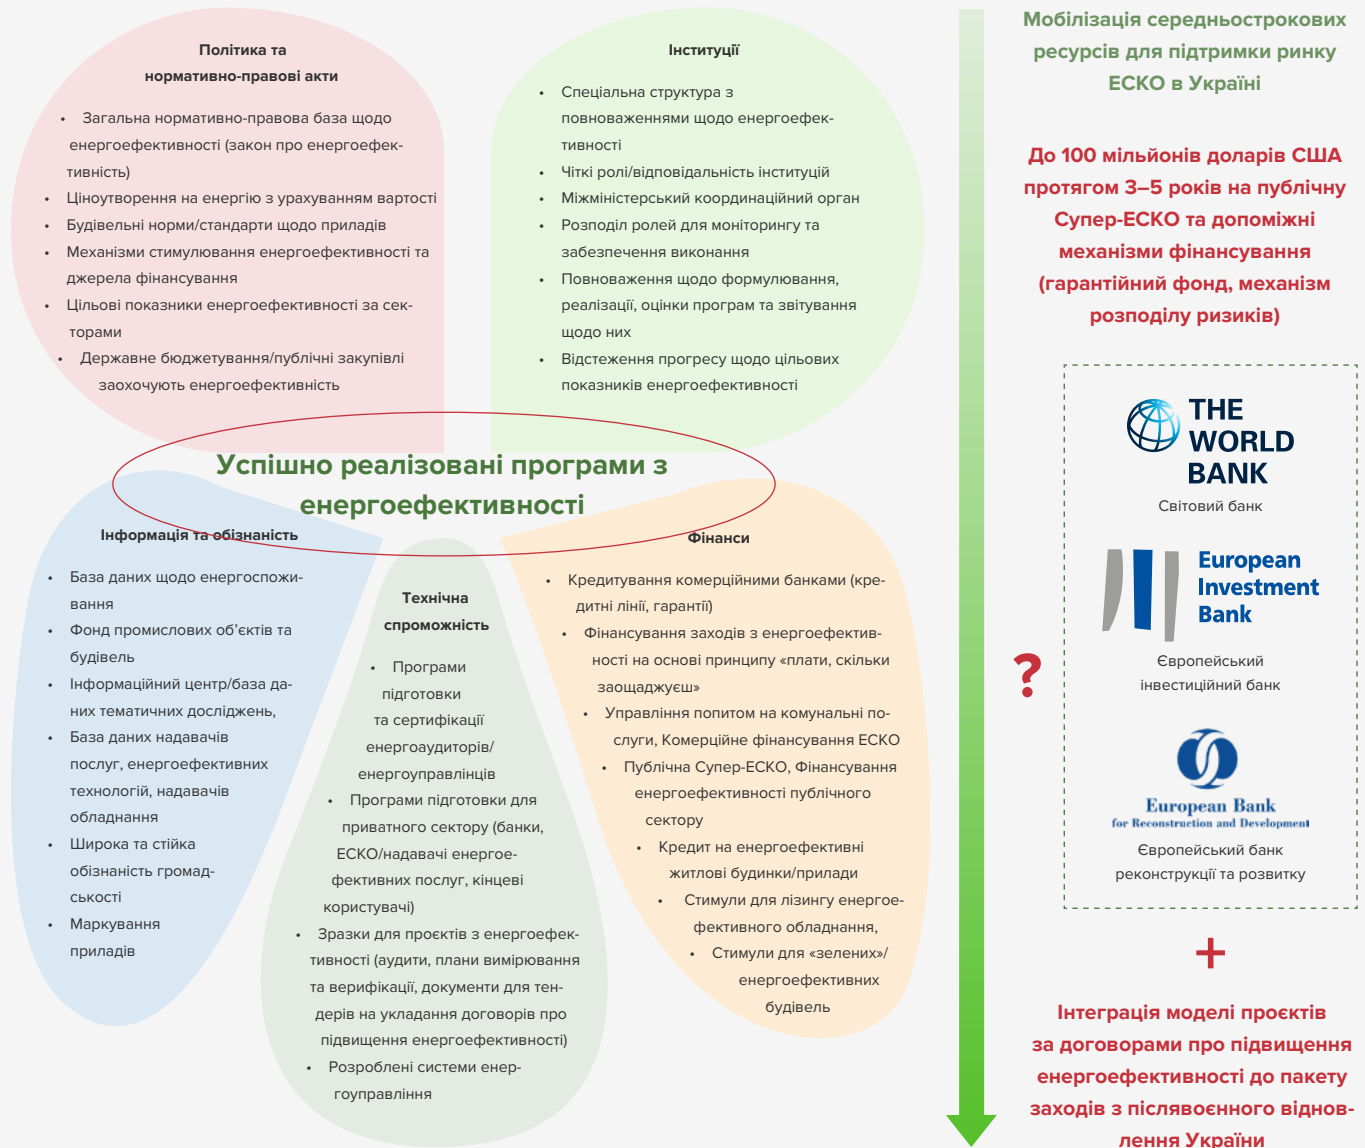 Політика та
нормативно-правові акти
• Загальна нормативно-правова база щодо
енергоефективності (закон про енергоефек-
тивність)
• Ціноутворення на енергію з урахуванням вартості
• Будівельні норми/стандарти щодо приладів
• Механізми стимулювання енергоефективності та
джерела фінансування
• Цільові показники енергоефективності за сек-
торами
• Державне бюджетування/публічні закупівлі
заохочують енергоефективність
Інституції
• Спеціальна структура з
повноваженнями щодо енергоефек-
тивності
• Чіткі ролі/відповідальність інституцій
• Міжміністерський координаційний орган
• Розподіл ролей для моніторингу та
забезпечення виконання
• Повноваження щодо формулювання,
реалізації, оцінки програм та звітування
щодо них
• Відстеження прогресу щодо цільових
показників енергоефективності
Успішно реалізовані програми з
енергоефективності
Інформація та обізнаність
• База даних щодо енергоспожи-
вання
• Фонд промислових об’єктів та
будівель
• Інформаційний центр/база да-
них тематичних досліджень,
• База даних надавачів
послуг, енергоефективних
технологій, надавачів
обладнання
• Широка та стійка
обізнаність громад-
ськості
• Маркування
приладів
Технічна
спроможність
• Програми
підготовки
та сертифікації
енергоаудиторів/
енергоуправлінців
• Програми підготовки для
приватного сектору (банки,
ЕСКО/надавачі енергое-
фективних послуг, кінцеві
користувачі)
• Зразки для проєктів з енергоефек-
тивності (аудити, плани вимірювання
та верифікації, документи для тен-
дерів на укладання договорів про
підвищення енергоефективності)
• Розроблені системи енер-
гоуправління
Фінанси
• Кредитування комерційними банками (кре-
дитні лінії, гарантії)
• Фінансування заходів з енергоефектив-
ності на основі принципу «плати, скільки
заощаджуєш»
• Управління попитом на комунальні по-
слуги, Комерційне фінансування ЕСКО
• Публічна Супер-ЕСКО, Фінансування
енергоефективності публічного
сектору
• Кредит на енергоефективні
житлові будинки/прилади
• Стимули для лізингу енергое-
фективного обладнання,
• Стимули для «зелених»/
енергоефективних
будівель
Мобілізація середньострокових
ресурсів для підтримки ринку
ЕСКО в Україні
До 100 мільйонів доларів США
протягом 3–5 років на публічну
Супер-ЕСКО та допоміжні
механізми фінансування
(гарантійний фонд, механізм
розподілу ризиків)
THE
WORLD
BANK
Світовий банк
European
Investment
Bank
Європейський
інвестиційний банк
?
European Bank
for Reconstruction and Development
Європейський банк
реконструкції та розвитку
+
Інтеграція моделі проєктів
за договорами про підвищення
енергоефективності до пакету
заходів з післявоєнного віднов-
лення України